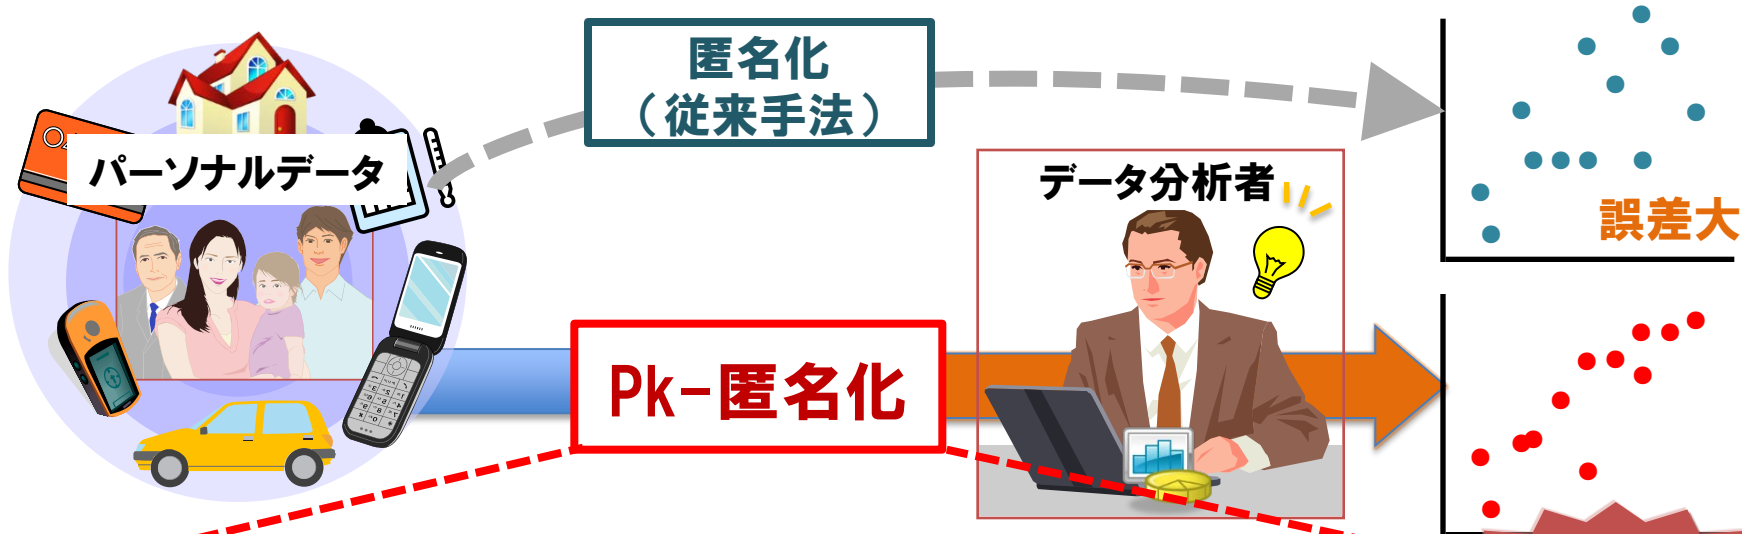 匿名化
（従来手法）
パーソナルデータ
データ分析者
誤差大
Pk-匿名化